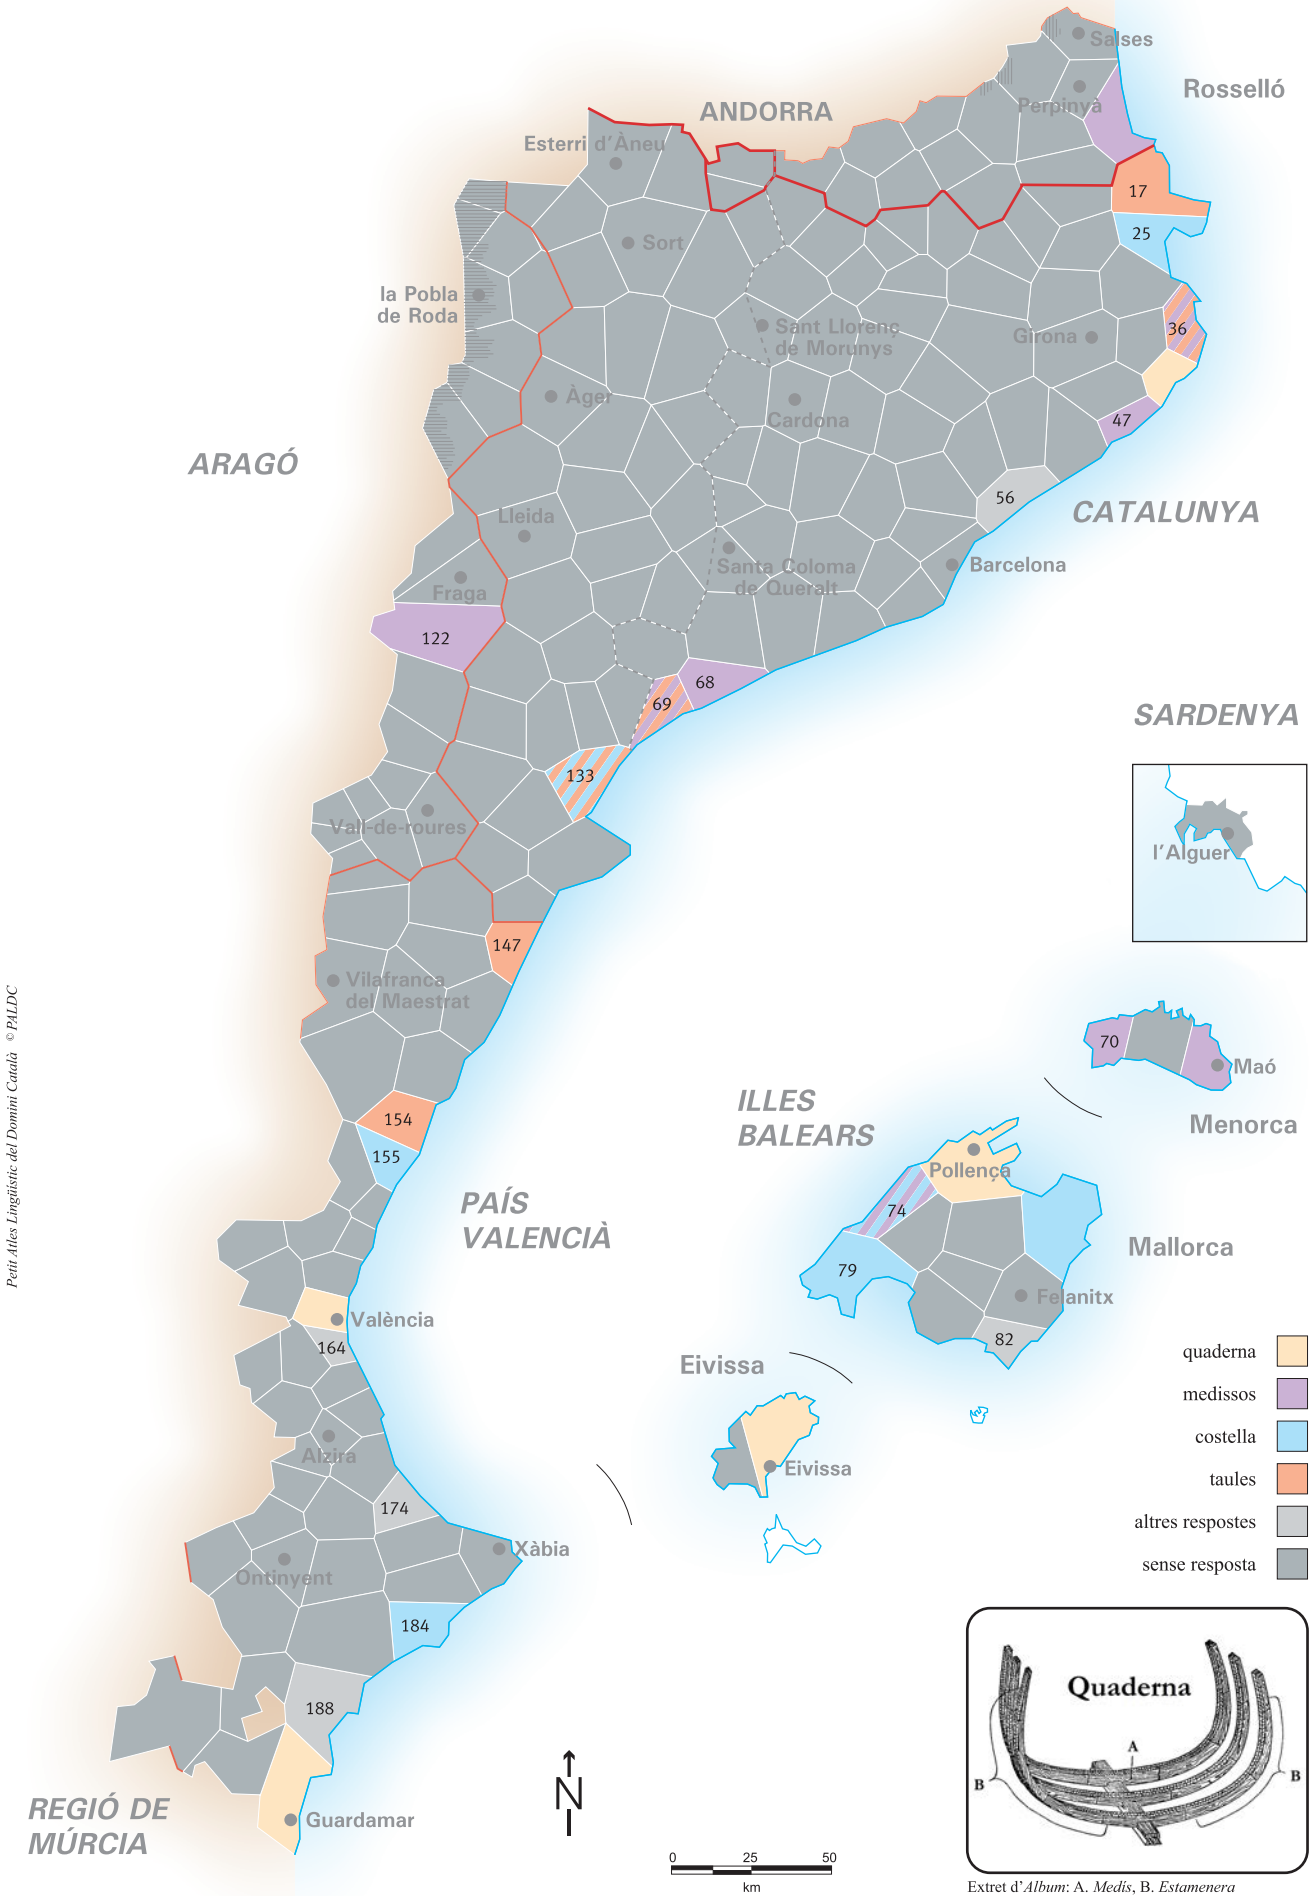 Salses
Rosselló
Perpinyà
ANDORRA
Esterri d'Àneu
17
25
Sort
la Pobla
de Roda
Sant Llorenç
de Morunys
Girona
36
Àger
Cardona
47
ARAGÓ
56
CATALUNYA
Lleida
Santa Coloma
de Queralt
Barcelona
Fraga
122
68
69
SARDENYA
133
Vall-de-roures
l'Alguer
147
Vilafranca
del Maestrat
70
Maó
Menorca
ILLES
BALEARS
154
155
Pollença
74
PAÍS
VALENCIÀ
Mallorca
79
Felanitx
València
164
82
Eivissa
Alzira
Eivissa
174
Xàbia
Ontinyent
184
188
Guardamar
REGIÓ DE
MÚRCIA
quaderna
medissos
costella
taules
altres respostes
sense resposta
Quaderna
A
B
B
Extret d'Album: A. Medís, B. Estamenera
N
0 25 50
km
Petit Atles Lingüístic del Domini Català © PALDC